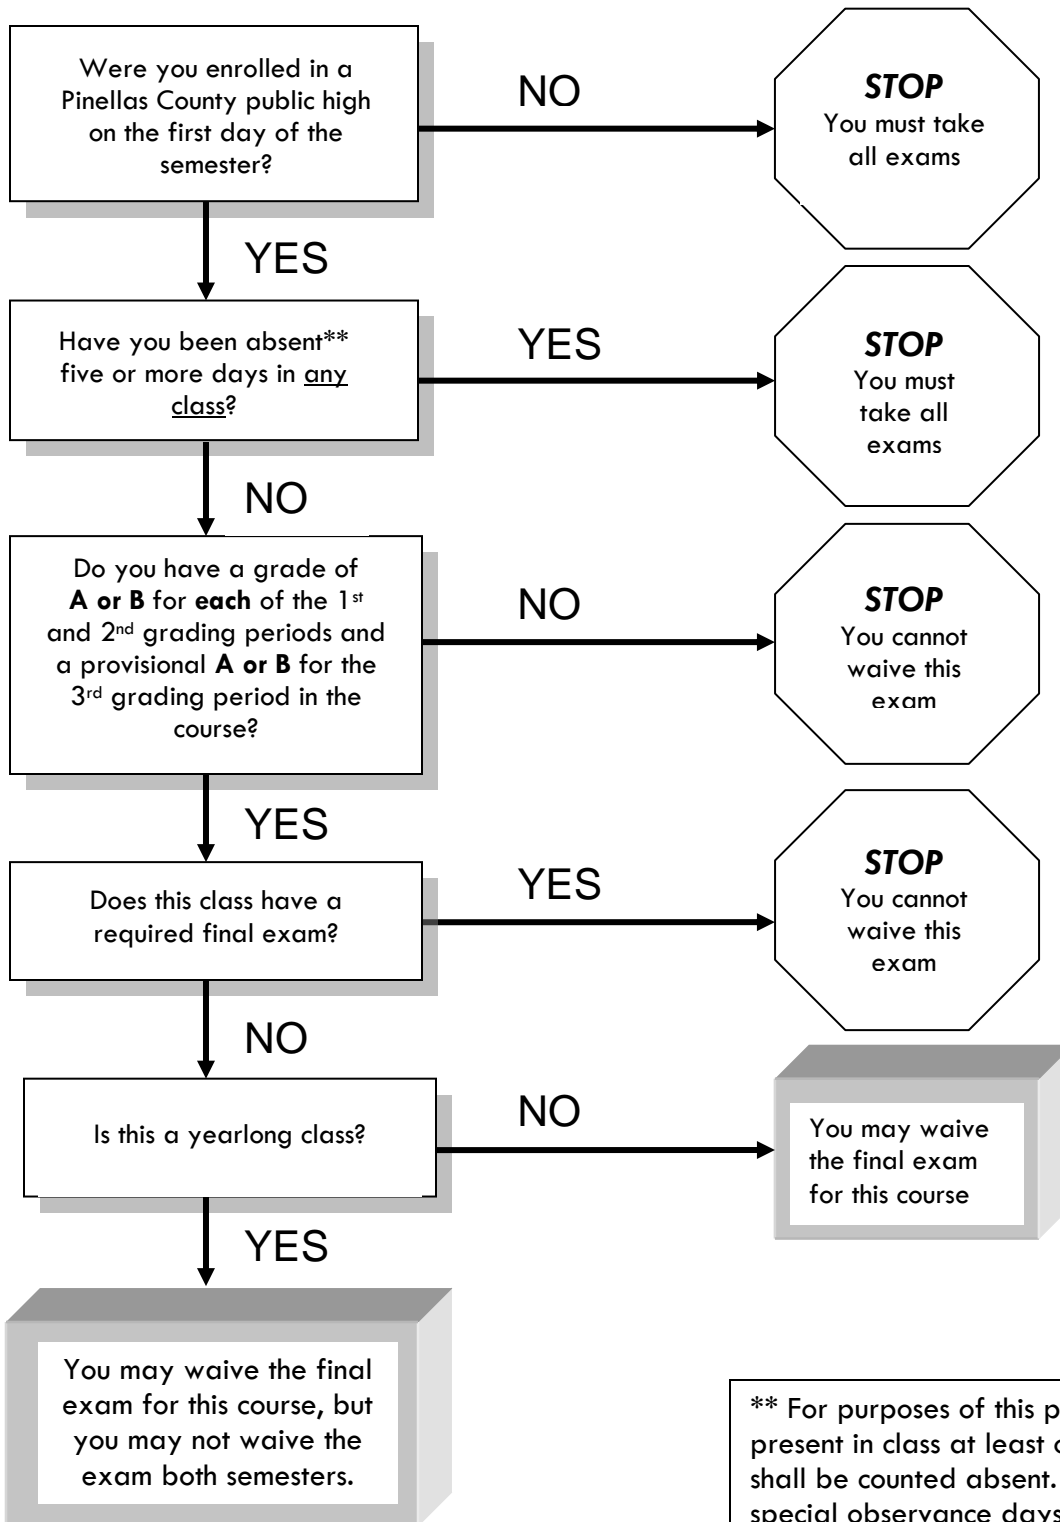 Were you enrolled in a
Pinellas County public high
on the first day of the
semester?
NO
STOP
You must take
all exams
YES
Have you been absent**
five or more days in any
class?
YES
STOP
You must
take all
exams
NO
Do you have a grade of
A or B for each of the 1st
and 2nd grading periods and
a provisional A or B for the
3rd grading period in the
course?
NO
STOP
You cannot
waive this
exam
YES
Does this class have a
required final exam?
YES
STOP
You cannot
waive this
exam
NO
Is this a yearlong class?
NO
You may waive
the final exam
for this course
YES
You may waive the final
exam for this course, but
you may not waive the
exam both semesters.
** For purposes of this
present in class at least
shall be counted absent.
special observance days